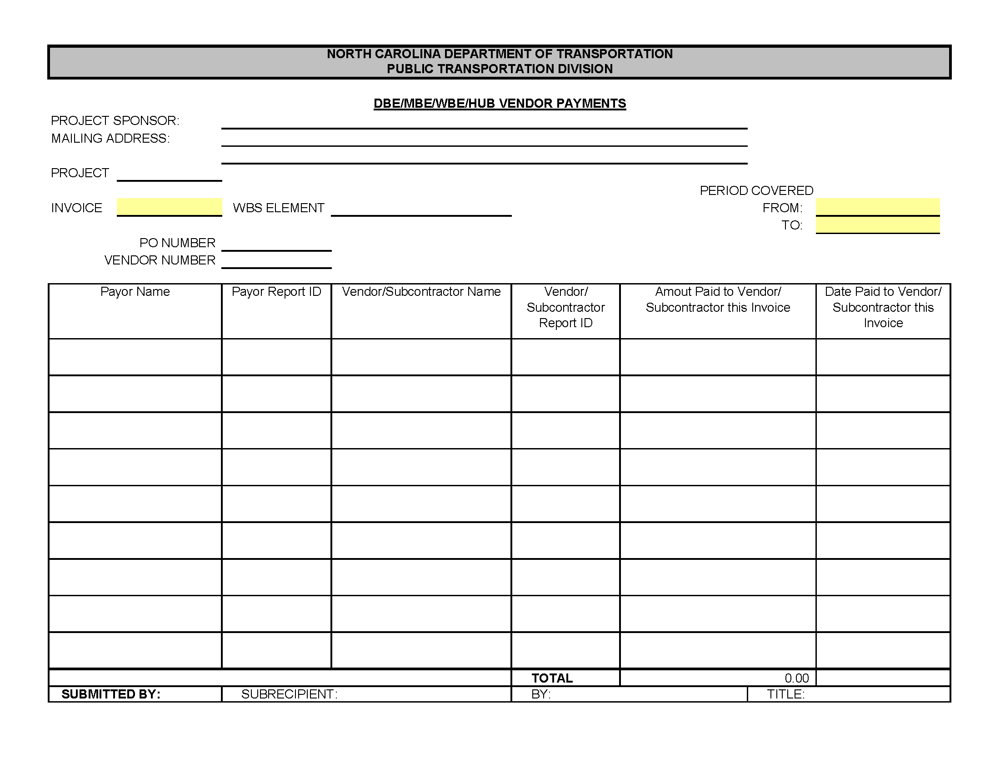 NORTH CAROLINA DEPARTMENT OF TRANSPORTATION
PUBLIC TRANSPORTATION DIVISION
DBE/MBE/WBE/HUB VENDOR PAYMENTS
PROJECT SPONSOR:
MAILING ADDRESS:
PROJECT
PERIOD COVERED
INVOICE WBS ELEMENT FROM:
TO:
PO NUMBER
VENDOR NUMBER
Payor Name Payor Report ID Vendor/Subcontractor Name Vendor/ Amout Paid to Vendor/ Date Paid to Vendor/
Subcontractor Subcontractor this Invoice Subcontractor this
Report ID Invoice
TOTAL 0.00
SUBMITTED BY: SUBRECIPIENT: BY: TITLE: